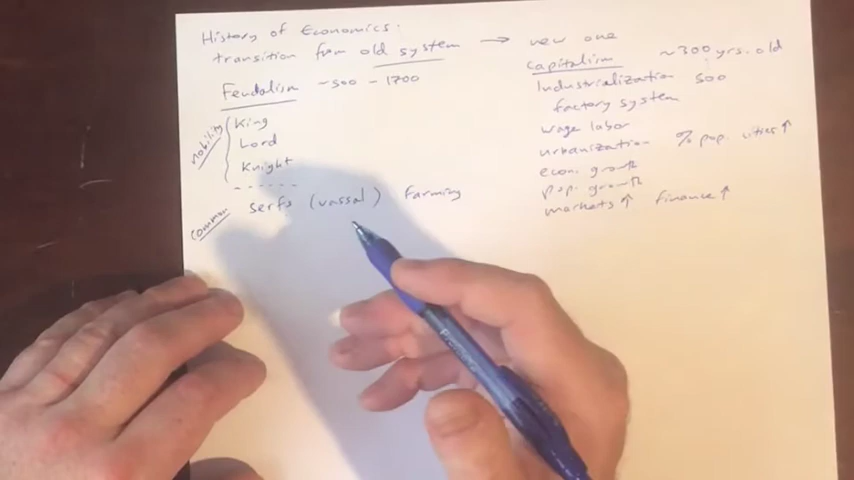 History of Economics:
transition from old system → new one
Feudalism ~500 - 1700
nobility
King
Lord
Knight
common
serfs (vassal) farming
capitalism ~300 yrs. old
500
Industrialization
factory system
wage labor
urbanization % pop. cities ↑
econ. growth
pop. growth
markets ↑ finance ↑